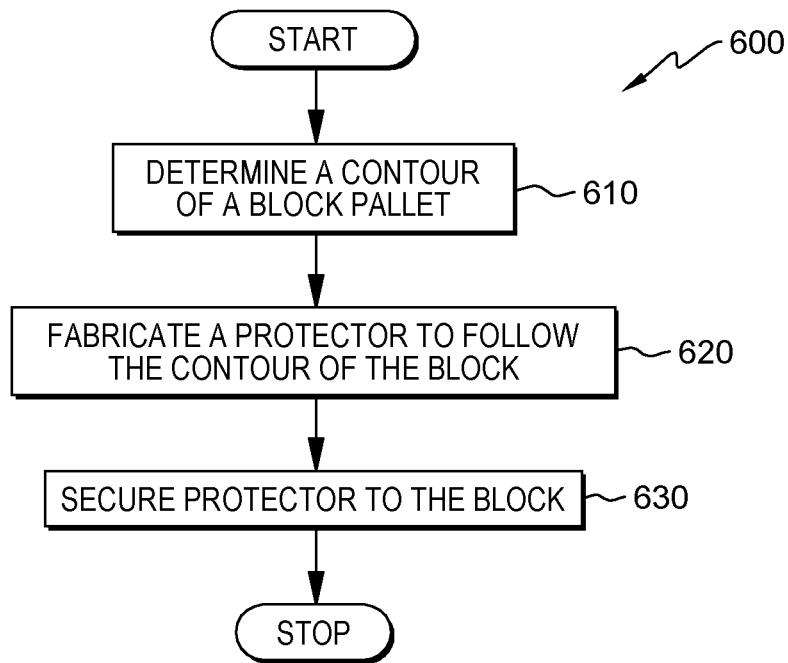 START
600
DETERMINE A CONTOUR
OF A BLOCK PALLET
610
FABRICATE A PROTECTOR TO FOLLOW
THE CONTOUR OF THE BLOCK
620
SECURE PROTECTOR TO THE BLOCK
630
STOP